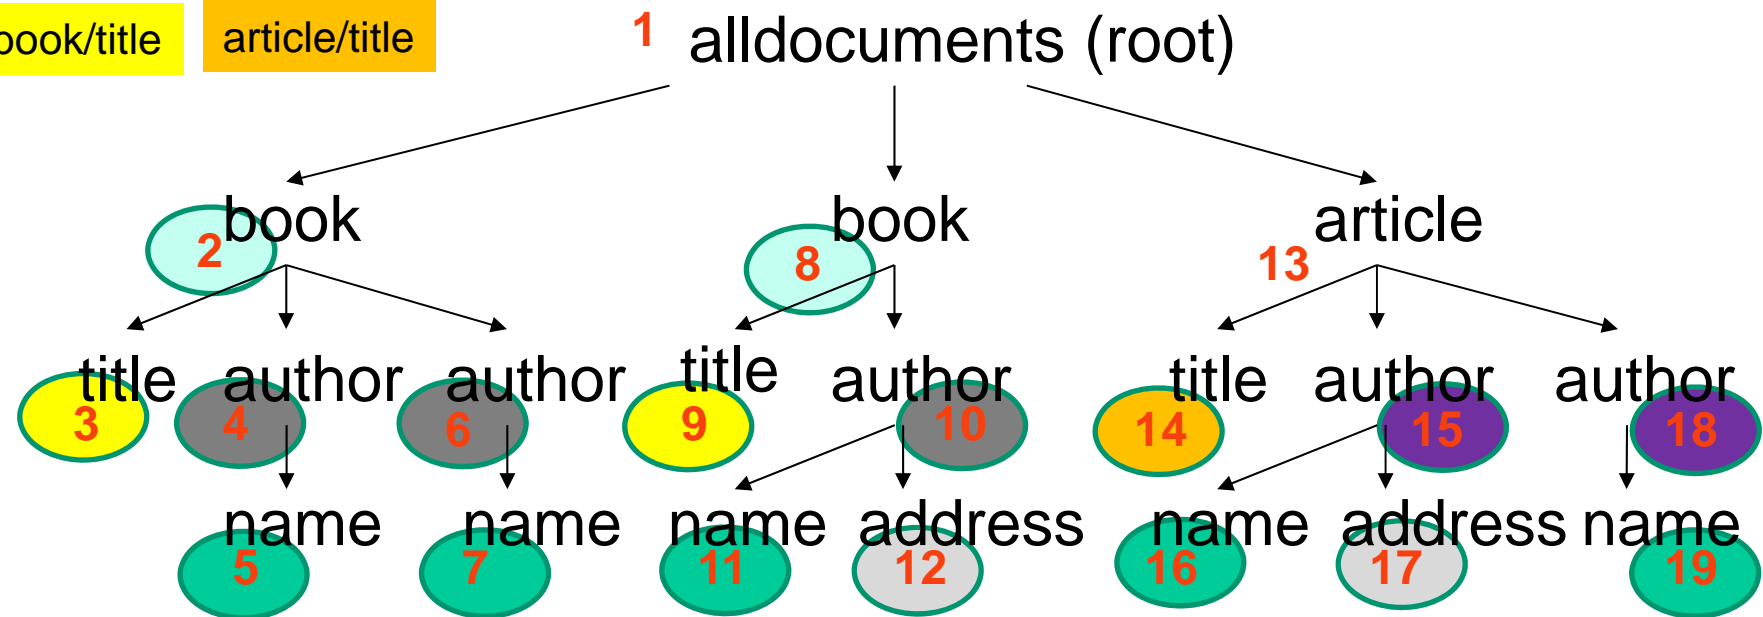 book/title article/title 1 alldocuments (root)
book book article
2 8 13
title author author title author title author author
3 4 6 9 10 14 15 18
name name name address name address name
5 7 11 12 16 17 19